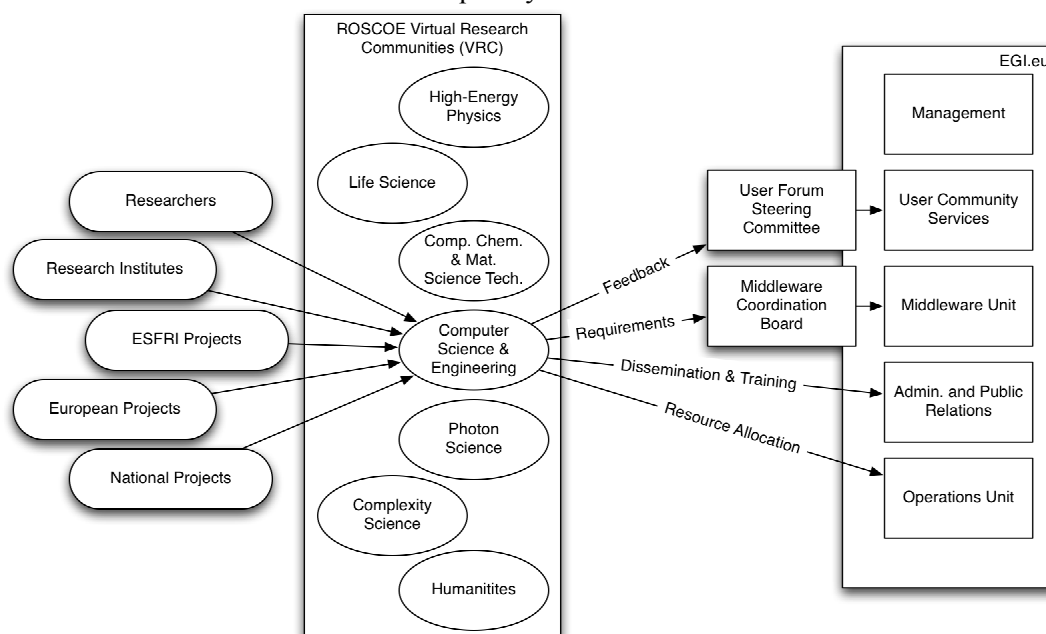 ROSCOE Virtual Research
Communities (VRC)
High-Energy
Physics
Life Science
Comp. Chem.
& Mat.
Science Tech.
Computer
Science &
Engineering
Photon
Science
Complexity
Science
Humanitites
Researchers
Research Institutes
ESFRI Projects
European Projects
National Projects
Feedback
Requirements
Dissemination & Training
Resource Allocation
User Forum
Steering
Committee
Middleware
Coordination
Board
EGI.eu
Management
User Community
Services
Middleware Unit
Admin. and Public
Relations
Operations Unit